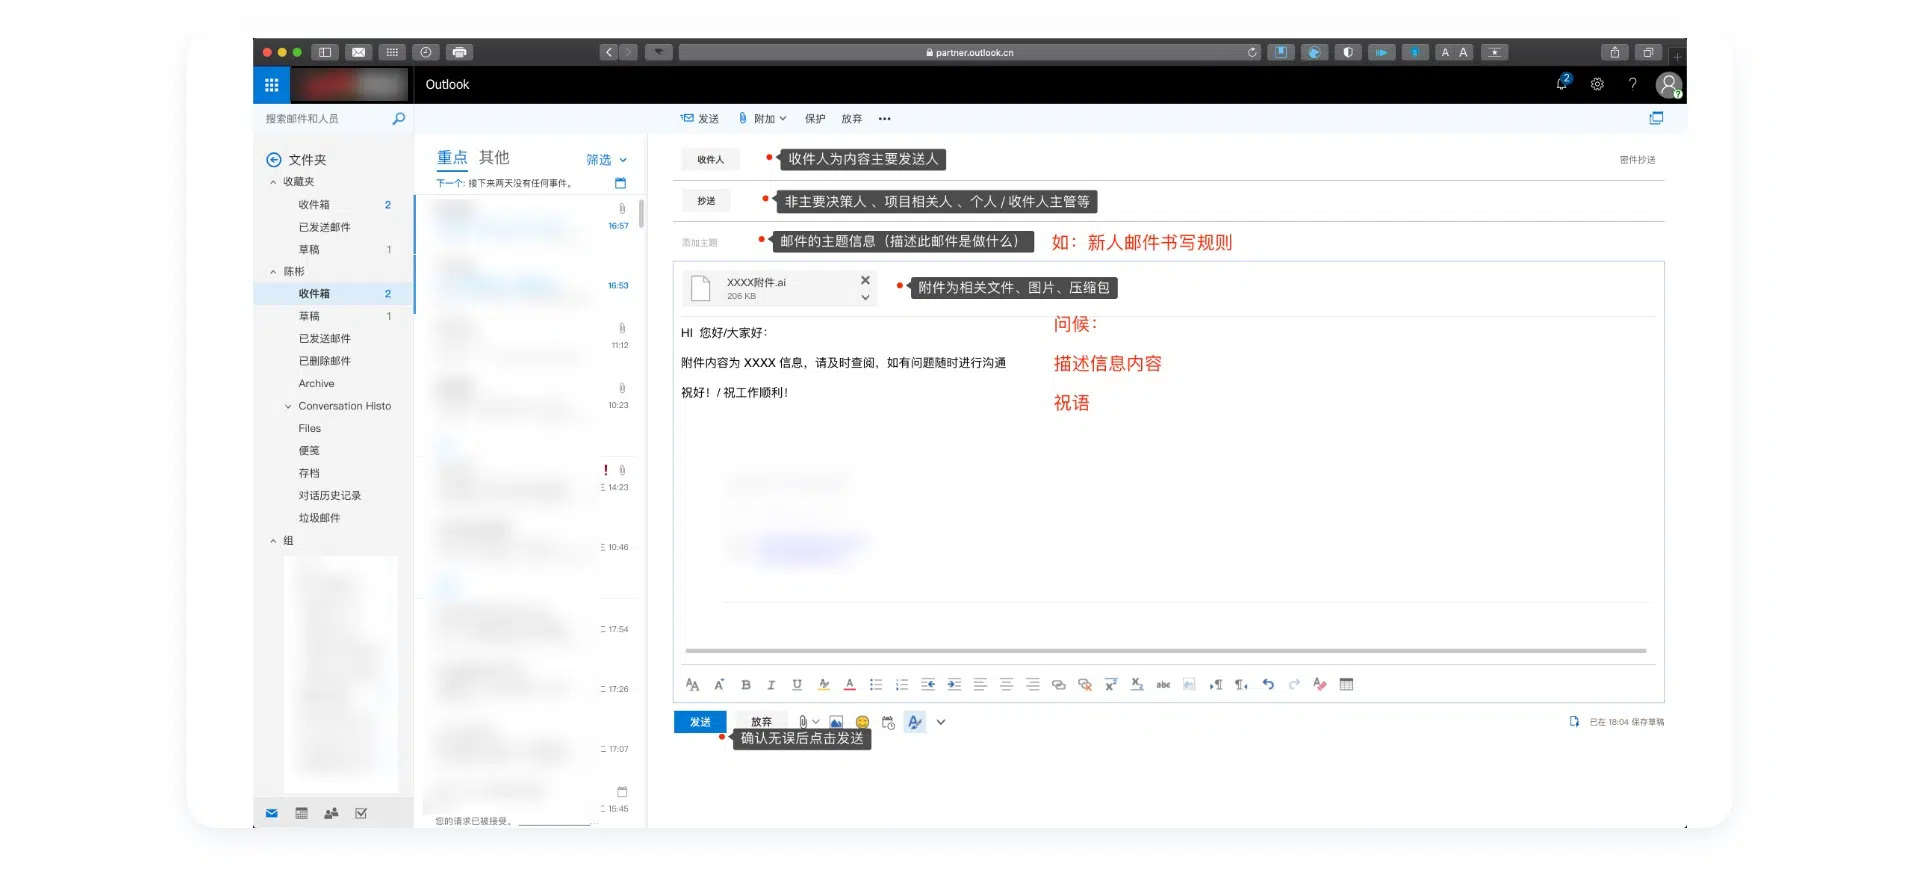 partner.outlook.cn
A A
Outlook
2
?
搜索邮件和人员
发送 附加 保护 放弃 •••
文件夹
收藏夹
收件箱 2
已发送邮件
草稿 1
陈彬
收件箱 2
草稿 1
已发送邮件
已删除邮件
Archive
Conversation Histo
Files
便笺
存档
对话历史记录
垃圾邮件
组
重点 其他 筛选
下一个: 接下来两天没有任何事件。
16:57
16:53
11:12
10:23
三 14:23
三 10:46
二 17:54
二 17:26
二 17:07
二 15:45
您的请求已被接受。
收件人 收件人为内容主要发送人 密件抄送
抄送 非主要决策人 、项目相关人 、个人 / 收件人主管等
添加主题 邮件的主题信息（描述此邮件是做什么） 如：新人邮件书写规则
XXXX附件.ai
206 KB
附件为相关文件、图片、压缩包
问候：
HI 您好/大家好：
附件内容为 XXXX 信息，请及时查阅，如有问题随时进行沟通 描述信息内容
祝好！/ 祝工作顺利！ 祝语
发送 放弃 已在 18:04 保存草稿
确认无误后点击发送